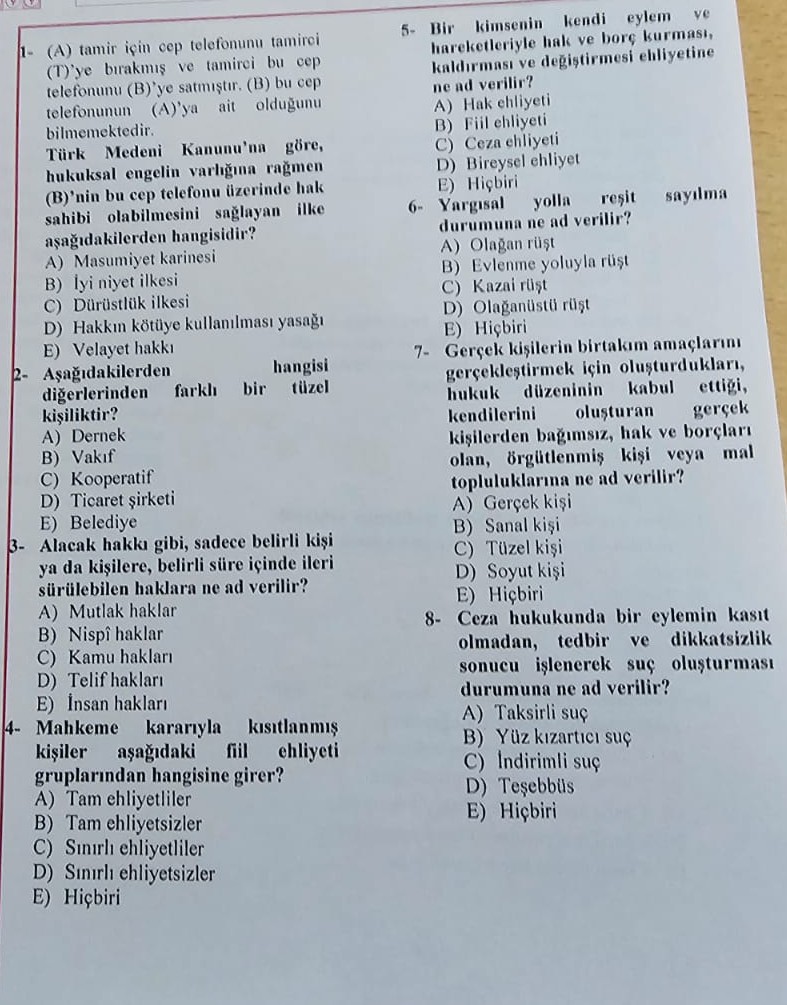 1- (A) tamir için cep telefonunu tamirci
(T)'ye bırakmış ve tamirci bu cep
telefonunu (B)'ye satmıştır. (B) bu cep
telefonunun (A)'ya ait olduğunu
bilmemektedir.
Türk Medeni Kanunu'na göre,
hukuksal engelin varlığına rağmen
(B)'nin bu cep telefonu üzerinde hak
sahibi olabilmesini sağlayan ilke
aşağıdakilerden hangisidir?
A) Masumiyet karinesi
B) İyi niyet ilkesi
C) Dürüstlük ilkesi
D) Hakkın kötüye kullanılması yasağı
E) Velayet hakkı
2- Aşağıdakilerden hangisi
diğerlerinden farklı bir tüzel
kişiliktir?
A) Dernek
B) Vakıf
C) Kooperatif
D) Ticaret şirketi
E) Belediye
3- Alacak hakkı gibi, sadece belirli kişi
ya da kişilere, belirli süre içinde ileri
sürülebilen haklara ne ad verilir?
A) Mutlak haklar
B) Nispî haklar
C) Kamu hakları
D) Telif hakları
E) İnsan hakları
4- Mahkeme kararıyla kısıtlanmış
kişiler aşağıdaki fiil ehliyeti
gruplarından hangisine girer?
A) Tam ehliyetliler
B) Tam ehliyetsizler
C) Sınırlı ehliyetliler
D) Sınırlı ehliyetsizler
E) Hiçbiri
5- Bir kimsenin kendi eylem ve
hareketleriyle hak ve borç kurması,
kaldırması ve değiştirmesi ehliyetine
ne ad verilir?
A) Hak ehliyeti
B) Fiil ehliyeti
C) Ceza ehliyeti
D) Bireysel ehliyet
E) Hiçbiri
6- Yargısal yolla reşit sayılma
durumuna ne ad verilir?
A) Olağan rüşt
B) Evlenme yoluyla rüşt
C) Kazai rüşt
D) Olağanüstü rüşt
E) Hiçbiri
7- Gerçek kişilerin birtakım amaçlarını
gerçekleştirmek için oluşturdukları,
hukuk düzeninin kabul ettiği,
kendilerini oluşturan gerçek
kişilerden bağımsız, hak ve borçları
olan, örgütlenmiş kişi veya mal
topluluklarına ne ad verilir?
A) Gerçek kişi
B) Sanal kişi
C) Tüzel kişi
D) Soyut kişi
E) Hiçbiri
8- Ceza hukukunda bir eylemin kasıt
olmadan, tedbir ve dikkatsizlik
sonucu işlenerek suç oluşturması
durumuna ne ad verilir?
A) Taksirli suç
B) Yüz kızartıcı suç
C) İndirimli suç
D) Teşebbüs
E) Hiçbiri